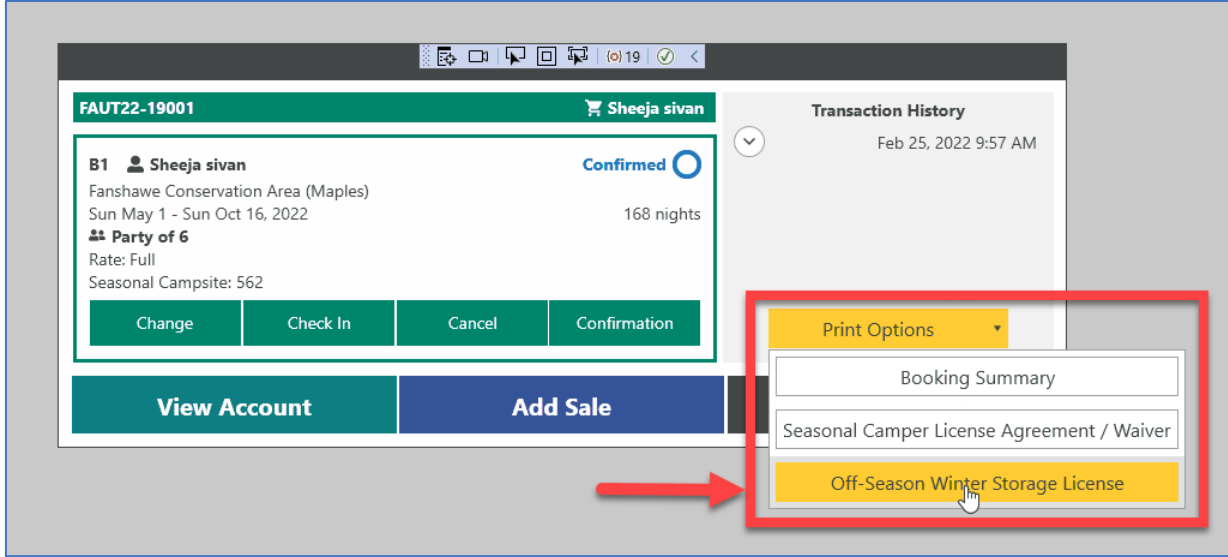 19
FAUT22-19001
Sheeja sivan
B1 Sheeja sivan
Confirmed
Fanshawe Conservation Area (Maples)
Sun May 1 - Sun Oct 16, 2022
168 nights
Party of 6
Rate: Full
Seasonal Campsite: 562
Change
Check In
Cancel
Confirmation
View Account
Add Sale
Transaction History
Feb 25, 2022 9:57 AM
Print Options
Booking Summary
Seasonal Camper License Agreement / Waiver
Off-Season Winter Storage License